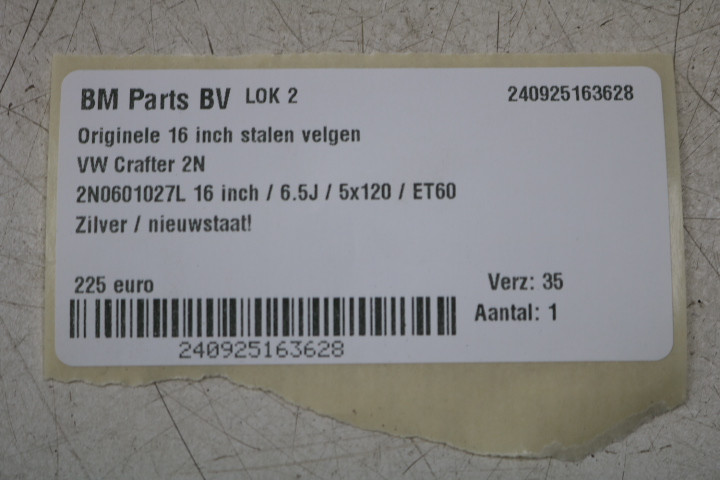 BM Parts BV LOK 2 240925163628
Originele 16 inch stalen velgen
VW Crafter 2N
2N0601027L 16 inch / 6.5J / 5x120 / ET60
Zilver / nieuwstaat!
225 euro Verz: 35
Aantal: 1
240925163628